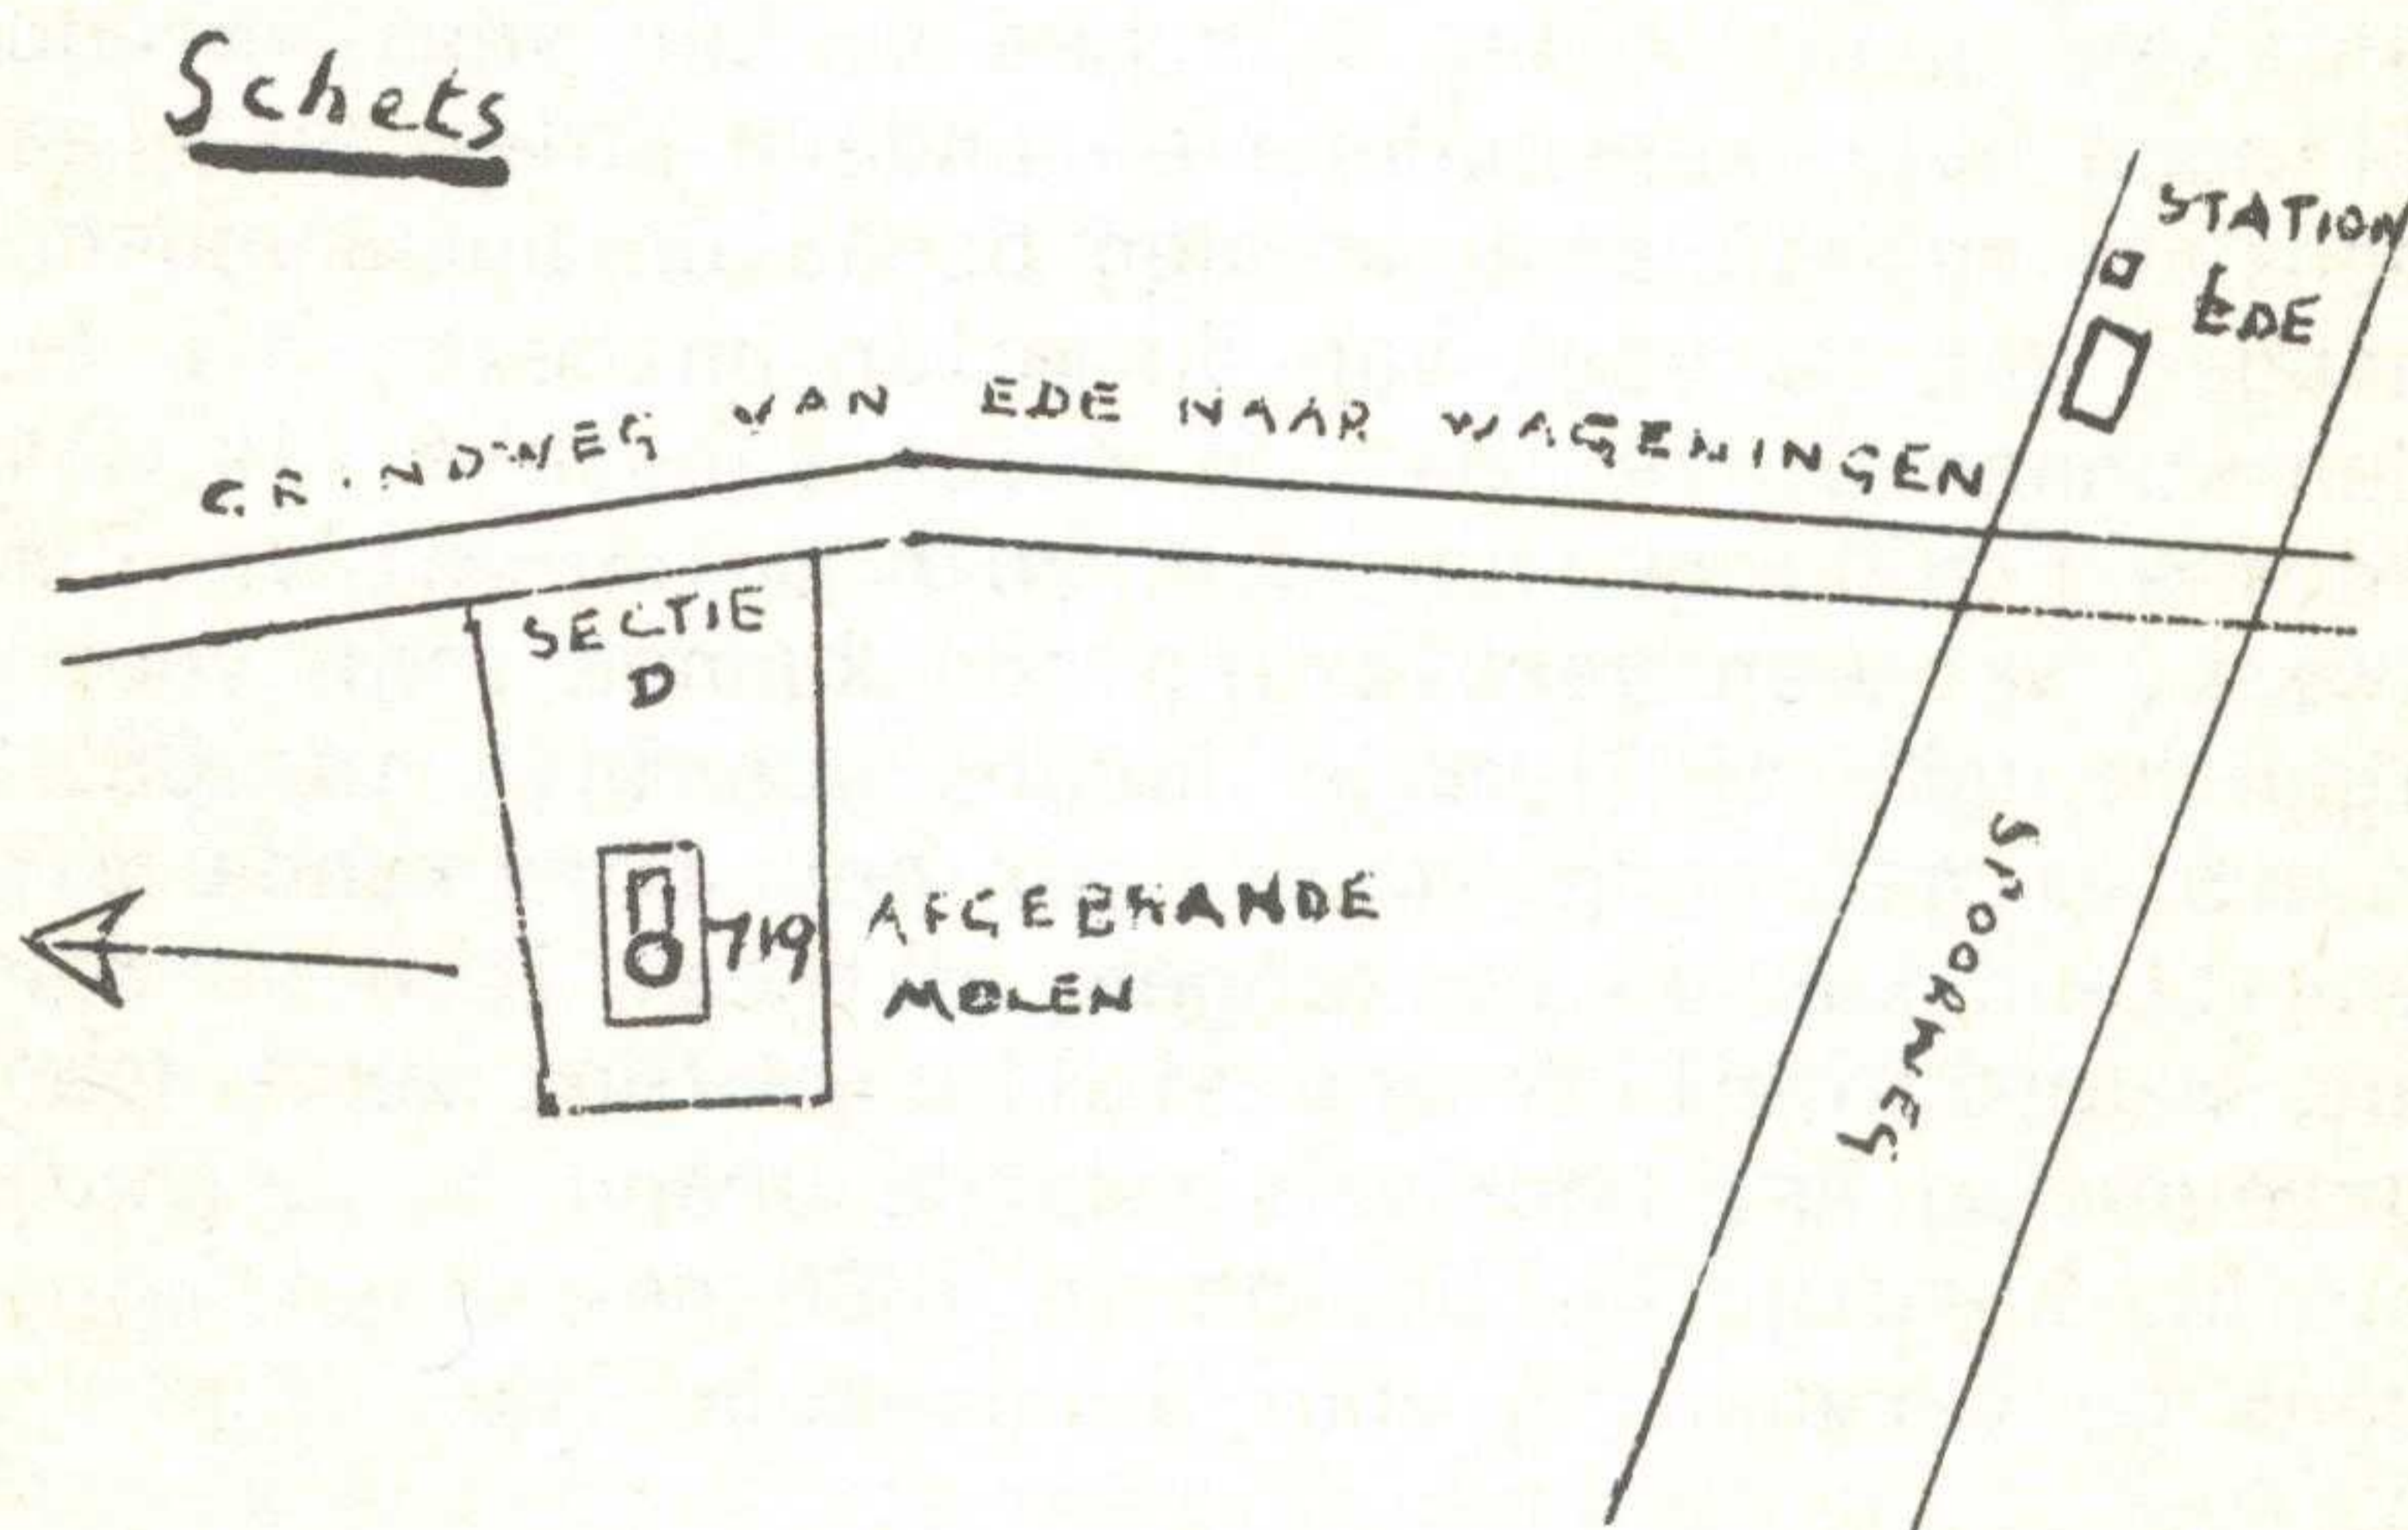 Schets
STATION
EDE
GRINDWEG VAN EDE NAAR WAGENINGEN
SECTIE
D
719
AFGEBRANDE
MOLEN
SPOORWEG